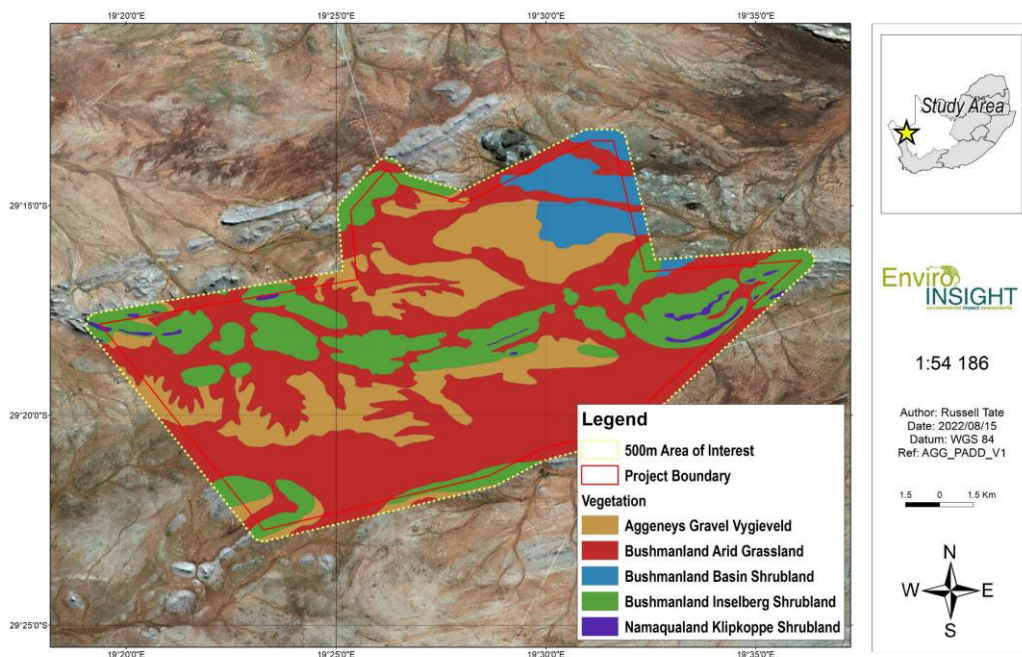 19°20'0"E
19°25'0"E
19°30'0"E
19°35'0"E
29°15'0"S
29°20'0"S
29°25'0"S
19°20'0"E
19°25'0"E
19°30'0"E
19°35'0"E
Legend
500m Area of Interest
Project Boundary
Vegetation
Aggeneys Gravel Vygieveld
Bushmanland Arid Grassland
Bushmanland Basin Shrubland
Bushmanland Inselberg Shrubland
Namaqualand Klipkoppe Shrubland
Study Area
Enviro
INSIGHT
environmental impact assessments
1:54 186
Author: Russell Tate
Date: 2022/08/15
Datum: WGS 84
Ref: AGG_PADD_V1
1.5 0 1.5 Km
N
W E
S